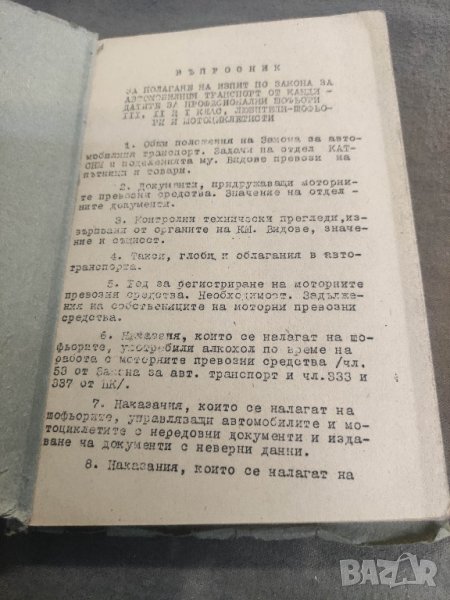 ВЪПРОСНИК
ЗА ПОЛАГАНЕ НА ИЗПИТ ПО ЗАКОНА ЗА
АВТОМОБИЛНИЯ ТРАНСПОРТ ОТ КАНДИ-
ДАТИТЕ ЗА ПРОФЕСИОНАЛНИ ШОФЬОРИ
III, II И I КЛАС, ЛЮБИТЕЛИ-ШОФЬО-
РИ И МОТОЦИКЛЕТИСТИ
1. Общи положения на Закона за авто-
мобилния транспорт. Задачи на отдел КАТ-
ОНМ и поделенията му. Видове превози на
пътници и товари.
2. Документи, придружаващи моторни-
те превозни средства. Значение на отдел-
ните документи.
3. Контролни технически прегледи, из-
вършвани от органите на КМ. Видове, значе-
ние и същност.
4. Такси, глоби и облагания в авто-
транспорта.
5. Ред за регистриране на моторните
превозни средства. Необходимост. Задълже-
ния на собствениците на моторни превозни
средства.
6. Наказания, които се налагат на шо-
фьорите, употребили алкохол по време на
работа с моторните превозни средства /чл.
53 от Закона за авт. транспорт и чл.333 и
337 от НК/.
7. Наказания, които се налагат на
шофьорите, управляващи автомобилите и мо-
тоциклетите с нередовни документи и изда-
ване на документи с неверни данни.
8. Наказания, които се налагат на
BAZAR